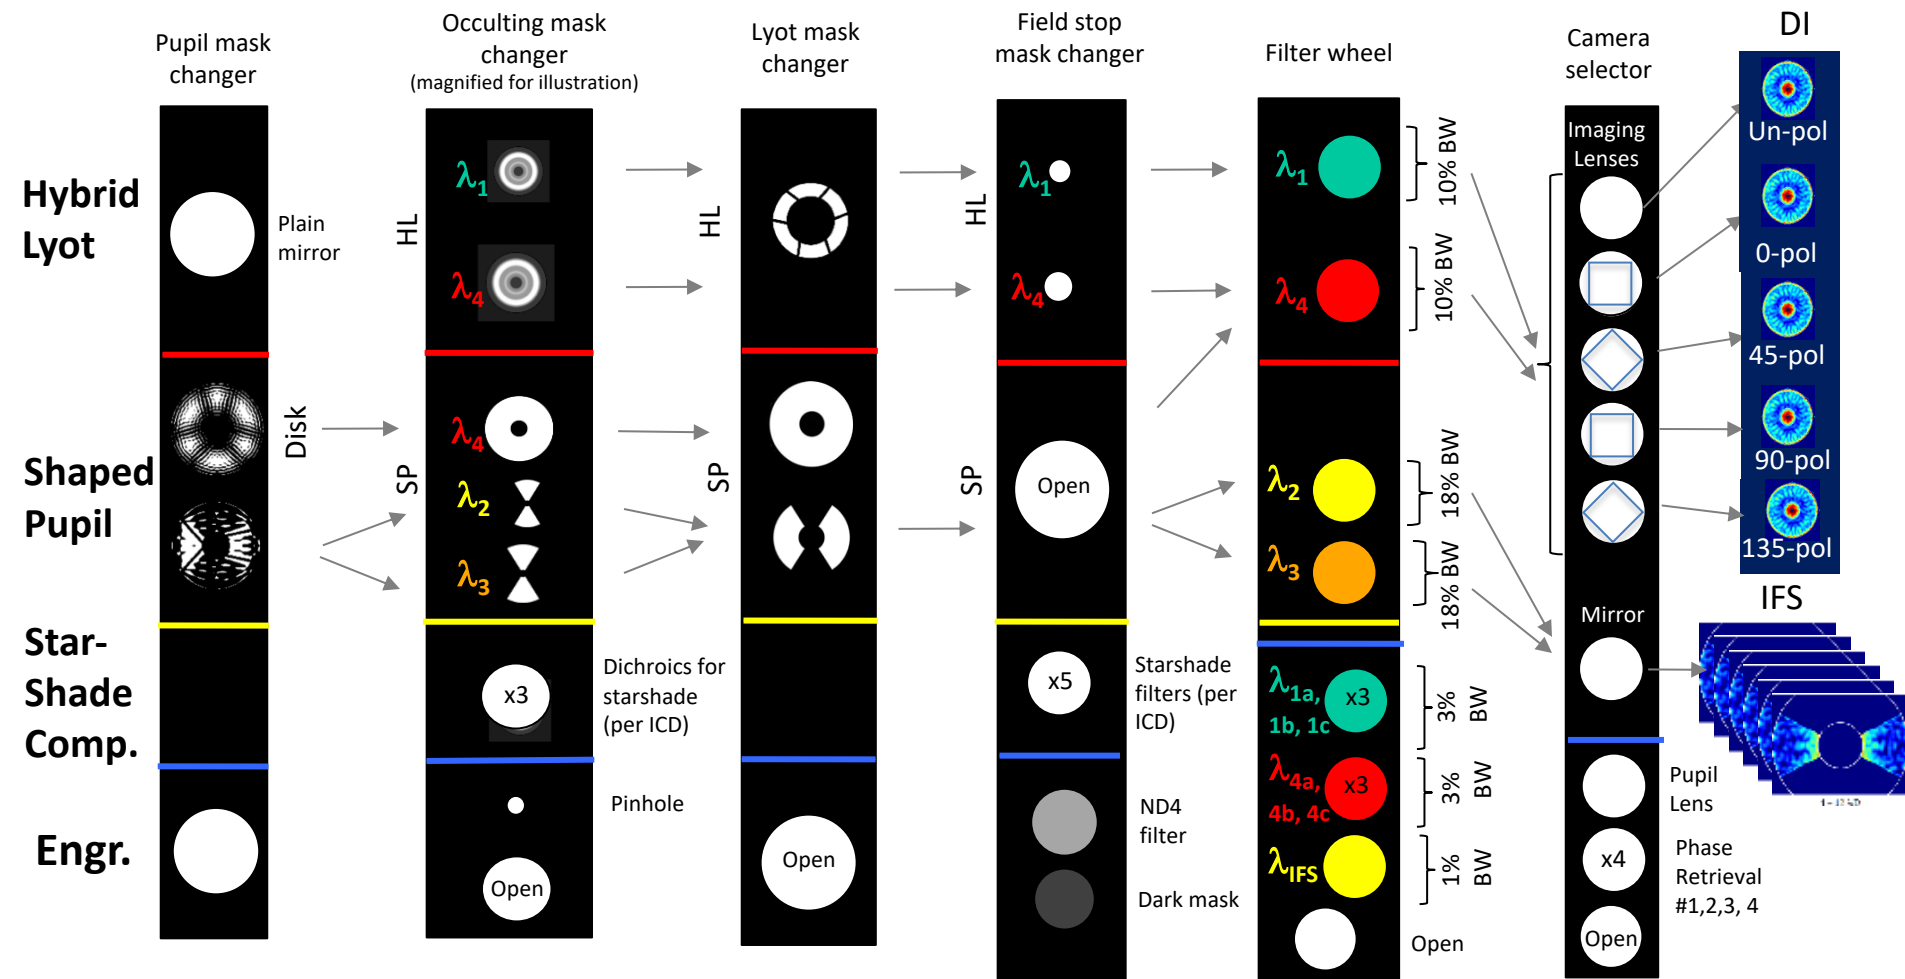 Pupil mask
changer
Occulting mask
changer
(magnified for illustration)
Lyot mask
changer
Field stop
mask changer
Filter wheel
Camera
selector
DI
Hybrid
Lyot
Plain
mirror
HL
λ1
λ4
HL
HL
λ1
λ4
λ1
λ4
10% BW
10% BW
Imaging
Lenses
Un-pol
0-pol
45-pol
90-pol
135-pol
Shaped
Pupil
Disk
SP
λ4
λ2
λ3
SP
SP
Open
λ2
λ3
18% BW
18% BW
Mirror
IFS
Star-
Shade
Comp.
x3
Dichroics for
starshade
(per ICD)
x5
Starshade
filters (per
ICD)
λ1a,
1b, 1c
x3
3%
BW
λ4a,
4b, 4c
x3
3%
BW
Engr.
Pinhole
Open
Open
ND4
filter
Dark mask
λIFS
1%
BW
Open
Pupil
Lens
x4
Phase
Retrieval
#1,2,3, 4
Open